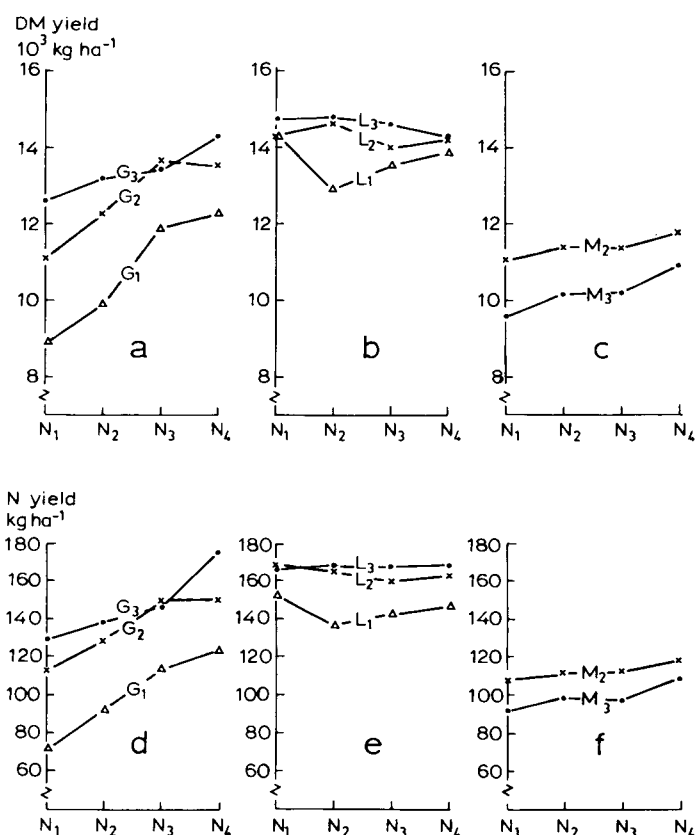 DM yield
10³ kg ha⁻¹
16 16 16
14 14 14
12 12 12
10 10 10
8 8 8
G₃
G₂
G₁
L₃
L₂
L₁
M₂
M₃
a b c
N₁ N₂ N₃ N₄ N₁ N₂ N₃ N₄ N₁ N₂ N₃ N₄
N yield
kg ha⁻¹
180 180 180
160 160 160
140 140 140
120 120 120
100 100 100
80 80 80
60 60 60
G₃
G₂
G₁
L₃
L₂
L₁
M₂
M₃
d e f
N₁ N₂ N₃ N₄ N₁ N₂ N₃ N₄ N₁ N₂ N₃ N₄